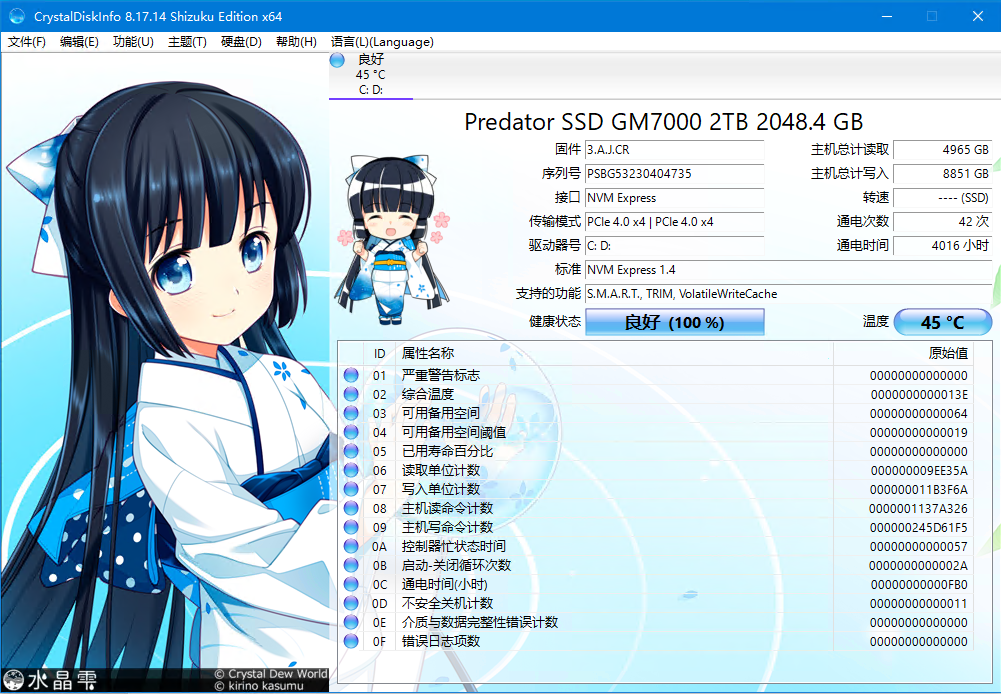 CrystalDiskInfo 8.17.14 Shizuku Edition x64
文件(F) 编辑(E) 功能(U) 主题(T) 硬盘(D) 帮助(H) 语言(L)(Language)
良好
45 °C
C: D:
Predator SSD GM7000 2TB 2048.4 GB
固件 3.A.J.CR 主机总计读取 4965 GB
序列号 PSBG53230404735 主机总计写入 8851 GB
接口 NVM Express 转速 ---- (SSD)
传输模式 PCIe 4.0 x4 | PCIe 4.0 x4 通电次数 42 次
驱动器号 C: D: 通电时间 4016 小时
标准 NVM Express 1.4
支持的功能 S.M.A.R.T., TRIM, VolatileWriteCache
健康状态 良好 (100 %) 温度 45 °C
ID 属性名称 原始值
01 严重警告标志 00000000000000
02 综合温度 0000000000013E
03 可用备用空间 00000000000064
04 可用备用空间阈值 00000000000019
05 已用寿命百分比 00000000000000
06 读取单位计数 000000009EE35A
07 写入单位计数 000000011B3F6A
08 主机读命令计数 0000001137A326
09 主机写命令计数 000000245D61F5
0A 控制器忙状态时间 00000000000057
0B 启动-关闭循环次数 0000000000002A
0C 通电时间(小时) 00000000000FB0
0D 不安全关机计数 00000000000011
0E 介质与数据完整性错误计数 00000000000000
0F 错误日志项数 00000000000000
水晶雫
© Crystal Dew World
© kirino kasumu